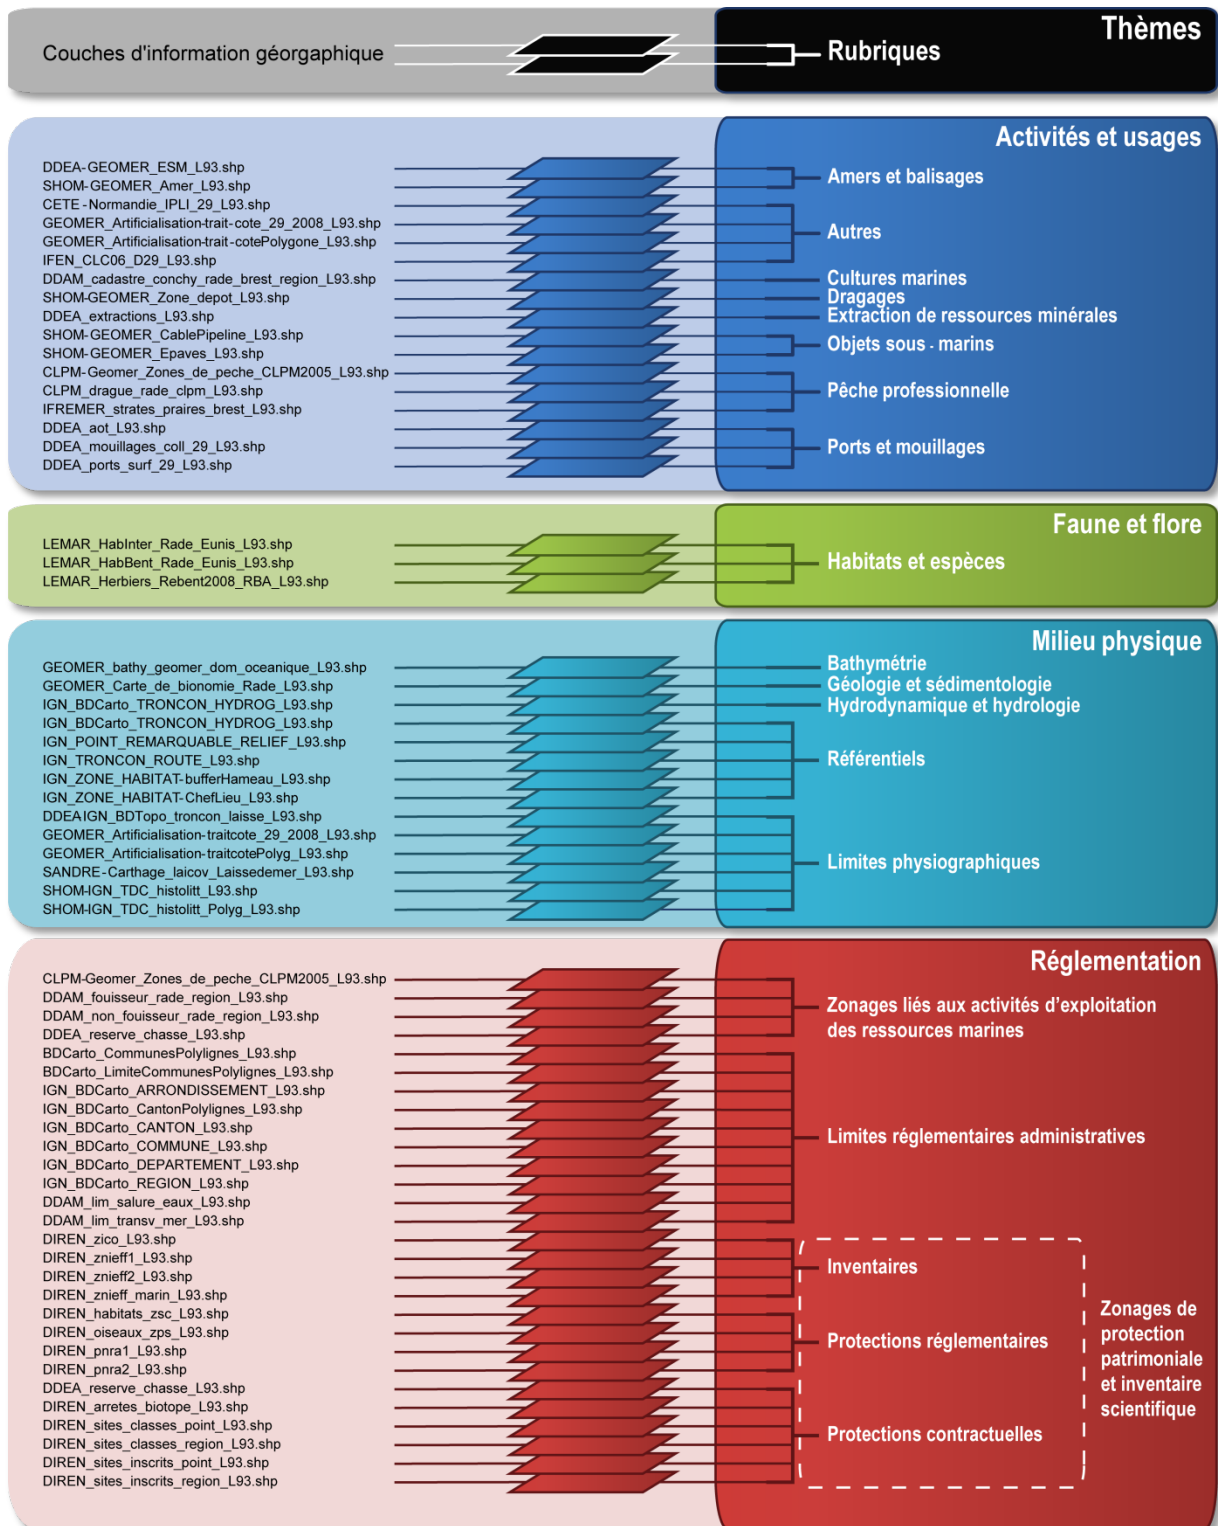 Thèmes
Couches d'information géorgaphique
Rubriques
Activités et usages
DDEA-GEOMER_ESM_L93.shp
SHOM-GEOMER_Amer_L93.shp
Amers et balisages
CETE-Normandie_IPLI_29_L93.shp
GEOMER_Artificialisation-trait-cote_29_2008_L93.shp
GEOMER_Artificialisation-trait-cotePolygone_L93.shp
IFEN_CLC06_D29_L93.shp
Autres
DDAM_cadastre_conchy_rade_brest_region_L93.shp
Cultures marines
SHOM-GEOMER_Zone_depot_L93.shp
Dragages
DDEA_extractions_L93.shp
Extraction de ressources minérales
SHOM-GEOMER_CablePipeline_L93.shp
SHOM-GEOMER_Epaves_L93.shp
Objets sous-marins
CLPM-Geomer_Zones_de_peche_CLPM2005_L93.shp
CLPM_drague_rade_clpm_L93.shp
IFREMER_strates_praires_brest_L93.shp
Pêche professionnelle
DDEA_aot_L93.shp
DDEA_mouillages_coll_29_L93.shp
DDEA_ports_surf_29_L93.shp
Ports et mouillages
Faune et flore
LEMAR_HabInter_Rade_Eunis_L93.shp
LEMAR_HabBent_Rade_Eunis_L93.shp
LEMAR_Herbiers_Rebent2008_RBA_L93.shp
Habitats et espèces
Milieu physique
GEOMER_bathy_geomer_dom_oceanique_L93.shp
Bathymétrie
GEOMER_Carte_de_bionomie_Rade_L93.shp
Géologie et sédimentologie
IGN_BDCarto_TRONCON_HYDROG_L93.shp
Hydrodynamique et hydrologie
IGN_BDCarto_TRONCON_HYDROG_L93.shp
IGN_POINT_REMARQUABLE_RELIEF_L93.shp
IGN_TRONCON_ROUTE_L93.shp
IGN_ZONE_HABITAT-bufferHameau_L93.shp
IGN_ZONE_HABITAT-ChefLieu_L93.shp
Référentiels
DDEAIGN_BDTopo_troncon_laisse_L93.shp
GEOMER_Artificialisation-traitcote_29_2008_L93.shp
GEOMER_Artificialisation-traitcotePolyg_L93.shp
SANDRE-Carthage_laicov_Laissedemer_L93.shp
SHOM-IGN_TDC_histolitt_L93.shp
SHOM-IGN_TDC_histolitt_Polyg_L93.shp
Limites physiographiques
Réglementation
CLPM-Geomer_Zones_de_peche_CLPM2005_L93.shp
DDAM_fouisseur_rade_region_L93.shp
DDAM_non_fouisseur_rade_region_L93.shp
DDEA_reserve_chasse_L93.shp
Zonages liés aux activités d'exploitation
des ressources marines
BDCarto_CommunesPolylignes_L93.shp
BDCarto_LimiteCommunesPolylignes_L93.shp
IGN_BDCarto_ARRONDISSEMENT_L93.shp
IGN_BDCarto_CantonPolylignes_L93.shp
IGN_BDCarto_CANTON_L93.shp
IGN_BDCarto_COMMUNE_L93.shp
IGN_BDCarto_DEPARTEMENT_L93.shp
IGN_BDCarto_REGION_L93.shp
DDAM_lim_salure_eaux_L93.shp
DDAM_lim_transv_mer_L93.shp
Limites réglementaires administratives
DIREN_zico_L93.shp
DIREN_znieff1_L93.shp
DIREN_znieff2_L93.shp
DIREN_znieff_marin_L93.shp
Inventaires
DIREN_habitats_zsc_L93.shp
DIREN_oiseaux_zps_L93.shp
DIREN_pnra1_L93.shp
DIREN_pnra2_L93.shp
Protections réglementaires
DDEA_reserve_chasse_L93.shp
DIREN_arretes_biotope_L93.shp
DIREN_sites_classes_point_L93.shp
DIREN_sites_classes_region_L93.shp
DIREN_sites_inscrits_point_L93.shp
DIREN_sites_inscrits_region_L93.shp
Protections contractuelles
Zonages de
protection
patrimoniale
et inventaire
scientifique